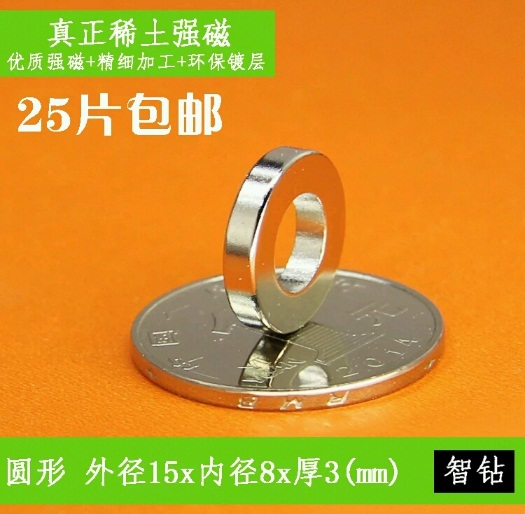 真正稀土强磁
优质强磁+精细加工+环保镀层
25片包邮
2014
圆形 外径15x内径8x厚3(mm)
智钻